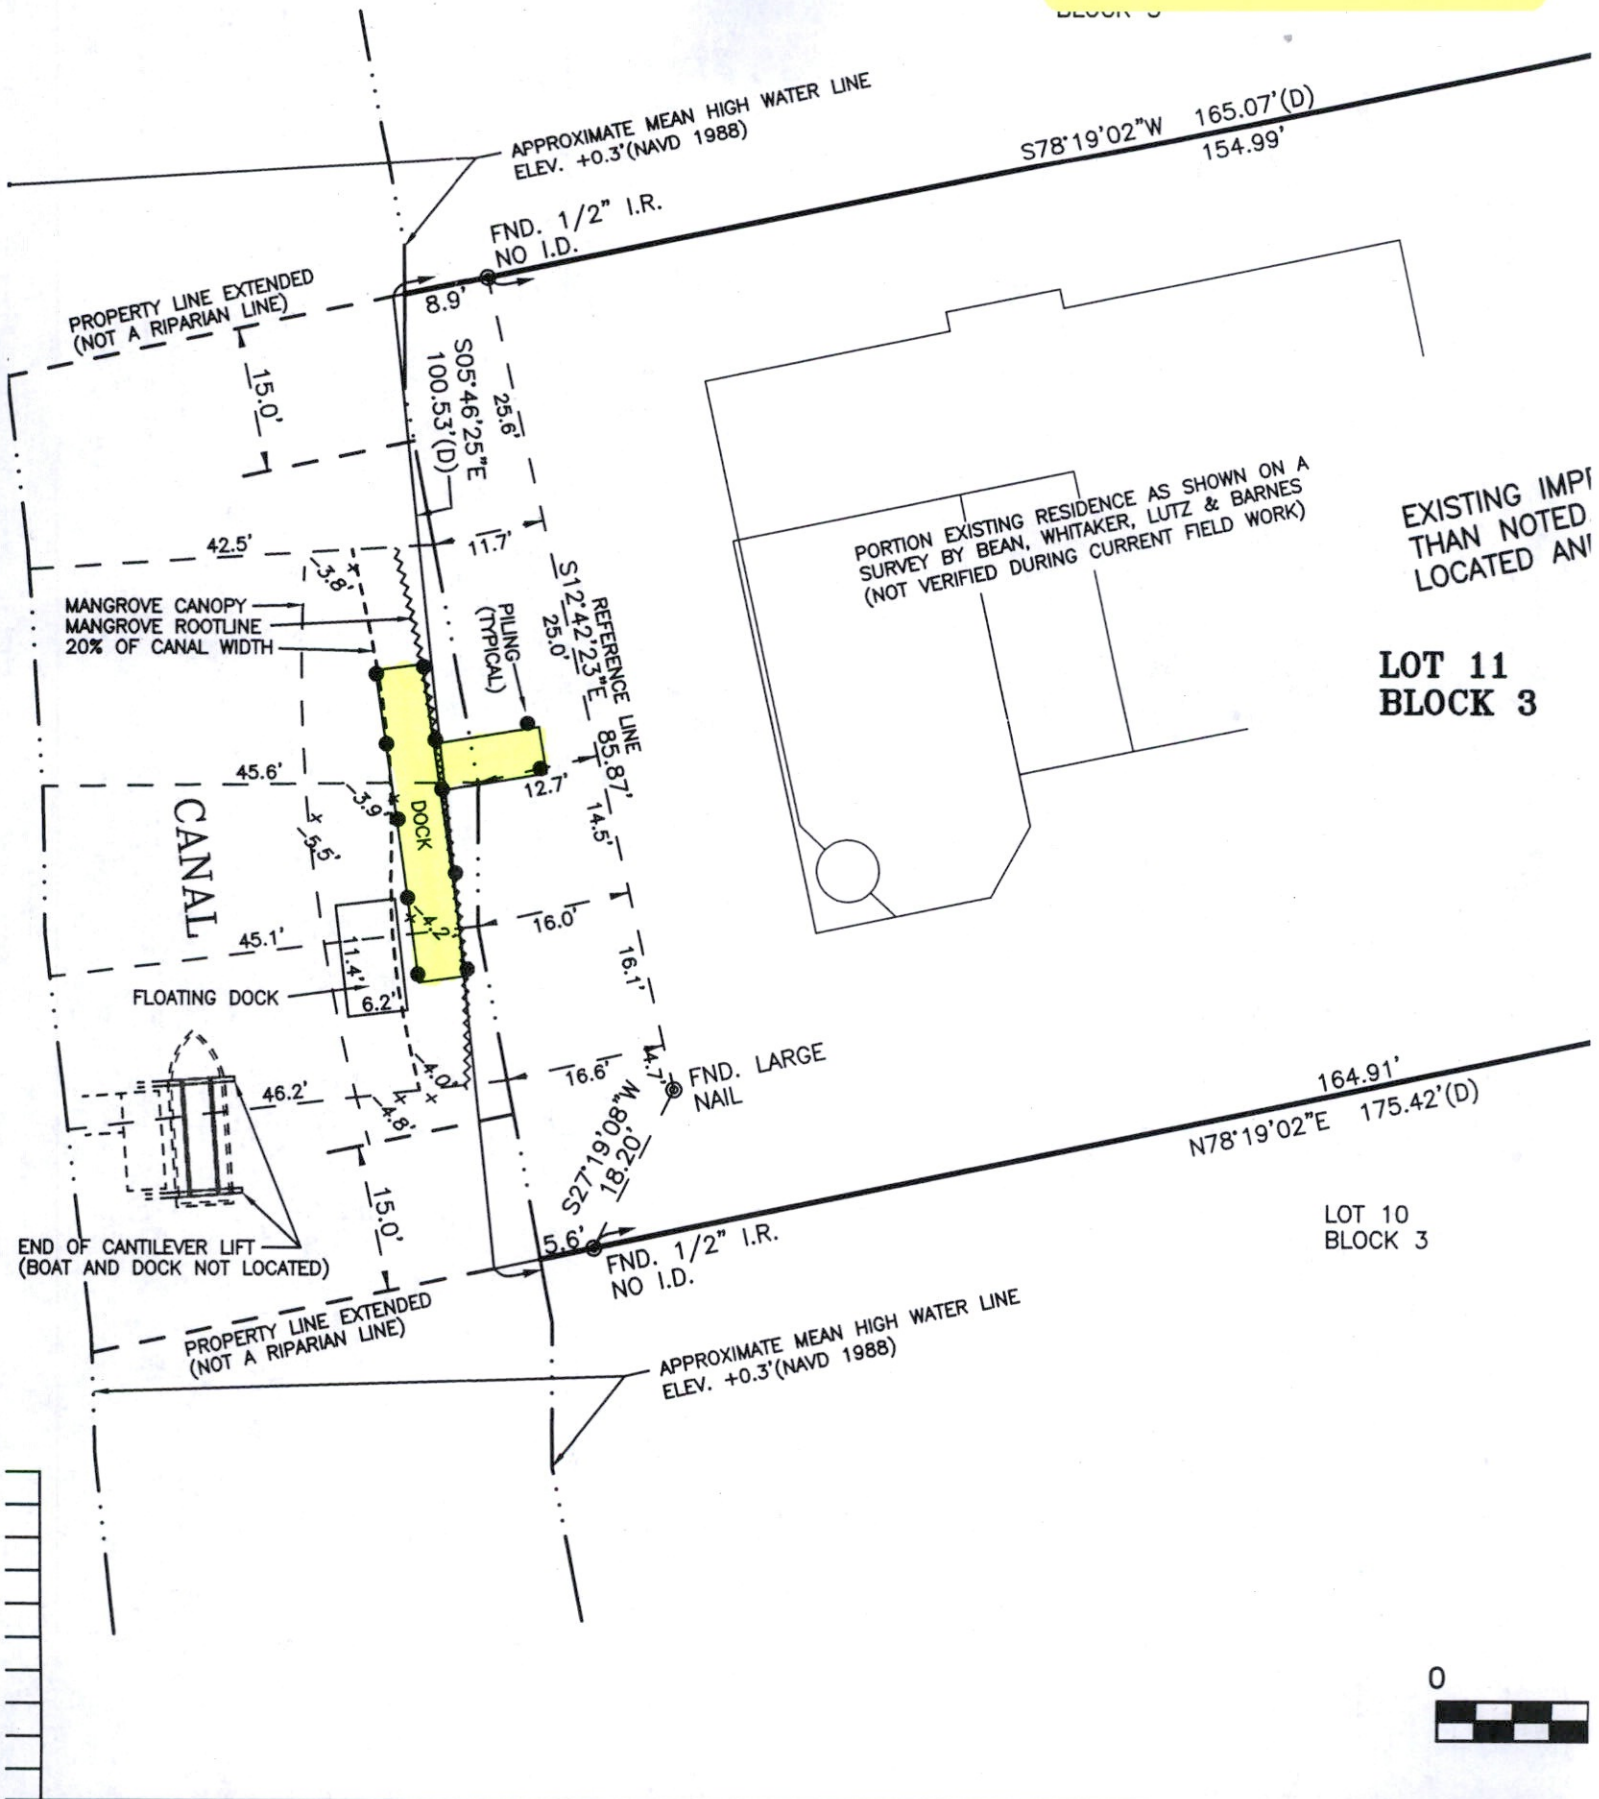 APPROXIMATE MEAN HIGH WATER LINE
ELEV. +0.3'(NAVD 1988)
S78°19'02"W 165.07'(D)
154.99'
FND. 1/2" I.R.
NO I.D.
PROPERTY LINE EXTENDED
(NOT A RIPARIAN LINE)
8.9'
15.0'
S05°46'25"E
100.53'(D)
25.6'
42.5'
11.7'
-3.8'
MANGROVE CANOPY
MANGROVE ROOTLINE
20% OF CANAL WIDTH
PILING
(TYPICAL)
REFERENCE LINE
S12°42'23"E 85.87'
25.0'
PORTION EXISTING RESIDENCE AS SHOWN ON A
SURVEY BY BEAN, WHITAKER, LUTZ & BARNES
(NOT VERIFIED DURING CURRENT FIELD WORK)
EXISTING
THAN NOTED
LOCATED
LOT 11
BLOCK 3
45.6'
-3.9'
12.7'
DOCK
CANAL
-5.5'
14.5'
-4.2'
16.0'
45.1'
11.4'
6.2'
16.1'
FLOATING DOCK
-4.0'
16.6'
14.7'
FND. LARGE
NAIL
46.2'
-4.8'
S27°19'08"W
18.20'
164.91'
N78°19'02"E 175.42'(D)
15.0'
LOT 10
BLOCK 3
END OF CANTILEVER LIFT
(BOAT AND DOCK NOT LOCATED)
5.6'
FND. 1/2" I.R.
NO I.D.
PROPERTY LINE EXTENDED
(NOT A RIPARIAN LINE)
APPROXIMATE MEAN HIGH WATER LINE
ELEV. +0.3'(NAVD 1988)
0